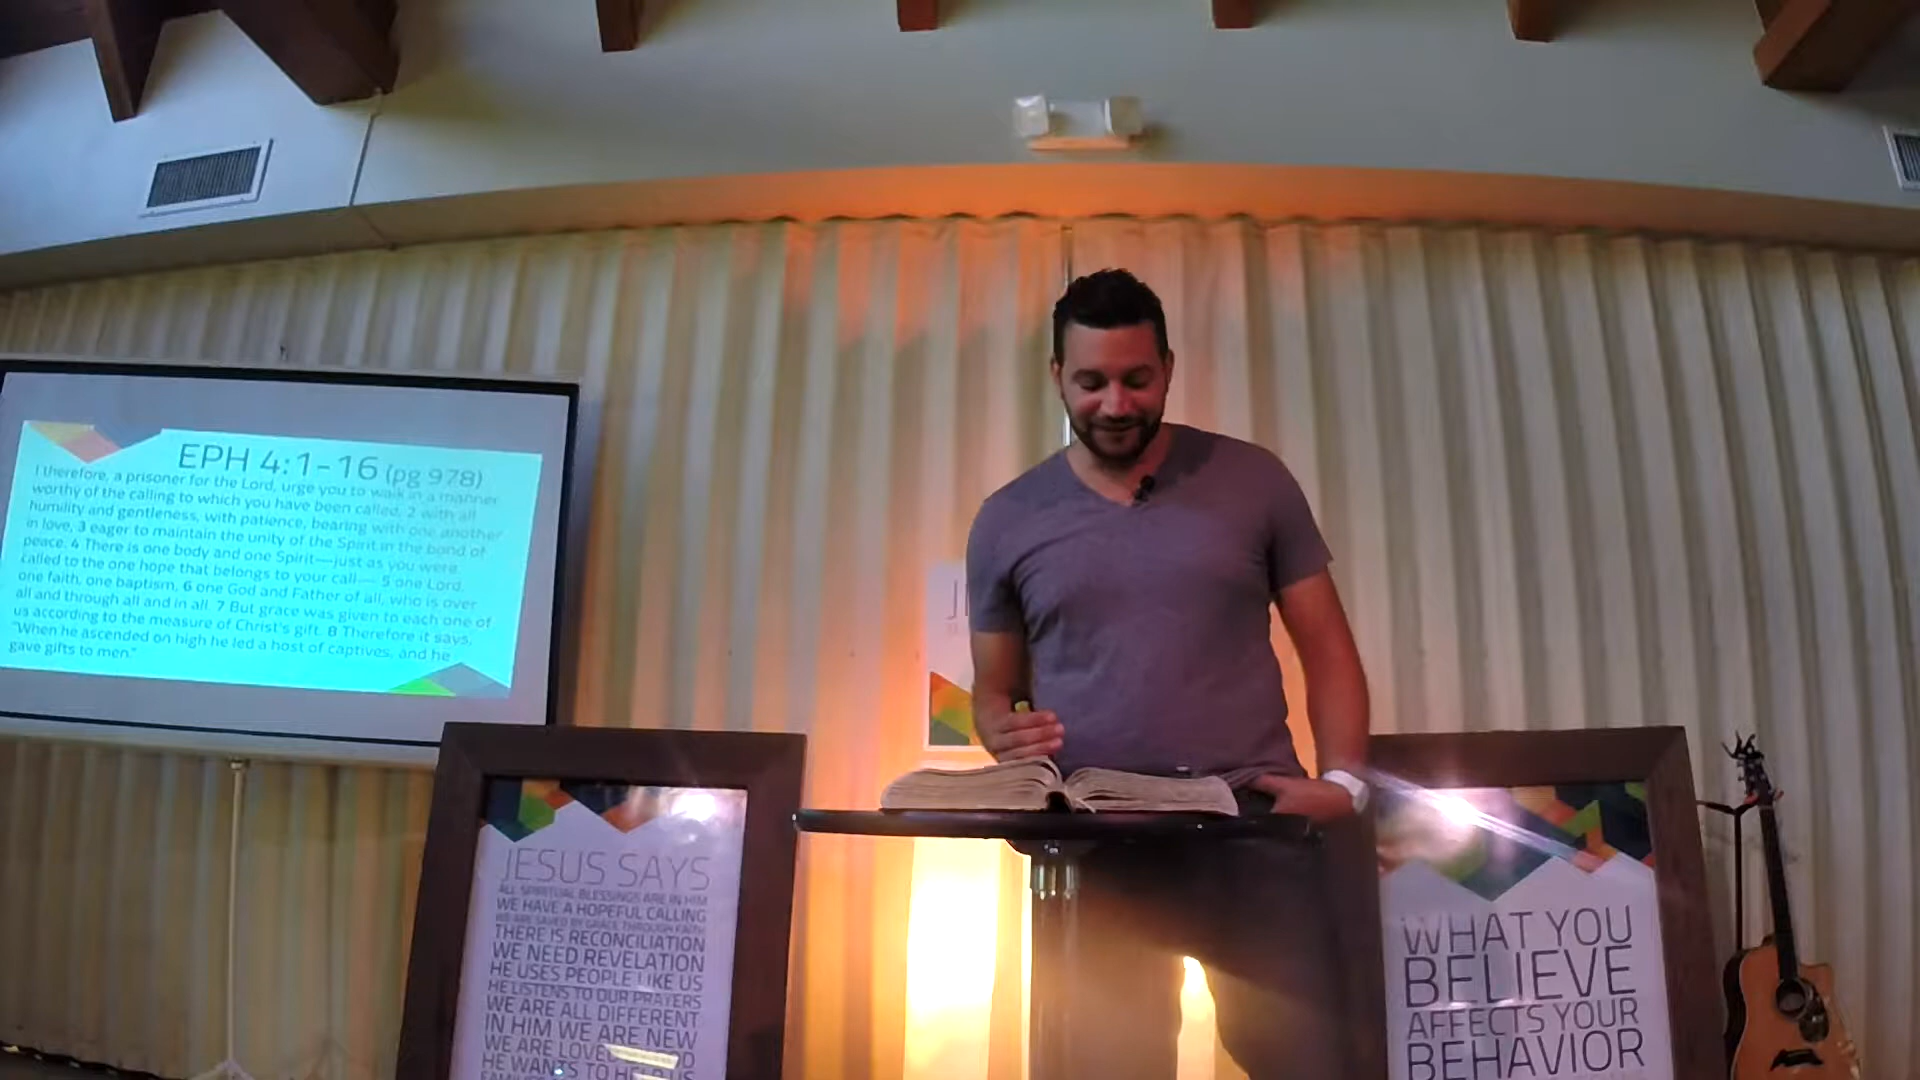 EPH 4:1-16 (pg 978)
I therefore, a prisoner for the Lord, urge you to walk in a manner
worthy of the calling to which you have been called, 2 with all
humility and gentleness, with patience, bearing with one another
in love, 3 eager to maintain the unity of the Spirit in the bond of
peace. 4 There is one body and one Spirit—just as you were
called to the one hope that belongs to your call— 5 one Lord,
one faith, one baptism, 6 one God and Father of all, who is over
all and through all and in all. 7 But grace was given to each one of
us according to the measure of Christ's gift. 8 Therefore it says,
"When he ascended on high he led a host of captives, and he
gave gifts to men."
JESUS SAYS
ALL SPIRITUAL BLESSINGS ARE IN HIM
WE HAVE A HOPEFUL CALLING
WE ARE SAVED BY GRACE THROUGH FAITH
THERE IS RECONCILIATION
WE NEED REVELATION
HE USES PEOPLE LIKE US
HE LISTENS TO OUR PRAYERS
WE ARE ALL DIFFERENT
IN HIM WE ARE NEW
WE ARE
HE WANTS TO HELP US
WHAT YOU
BELIEVE
AFFECTS YOUR
BEHAVIOR